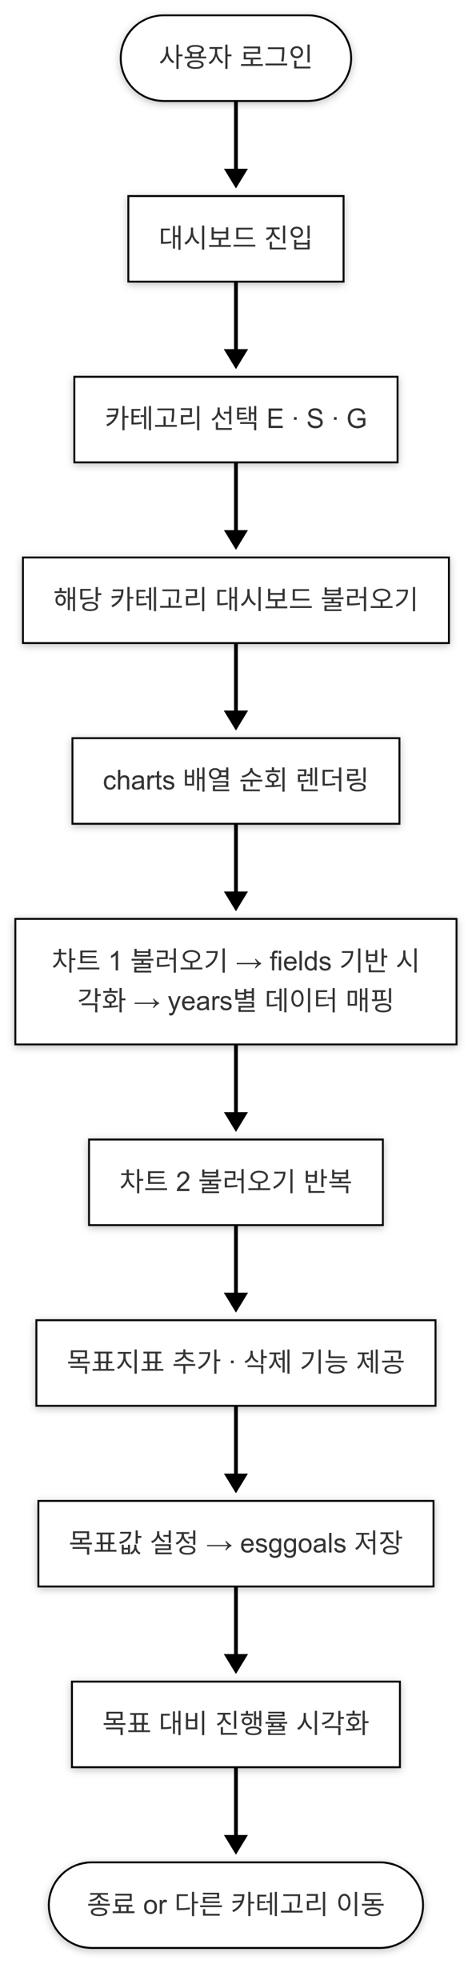 사용자 로그인
대시보드 진입
카테고리 선택 E · S · G
해당 카테고리 대시보드 불러오기
charts 배열 순회 렌더링
차트 1 불러오기 → fields 기반 시
각화 → years별 데이터 매핑
차트 2 불러오기 반복
목표지표 추가 · 삭제 기능 제공
목표값 설정 → esggoals 저장
목표 대비 진행률 시각화
종료 or 다른 카테고리 이동